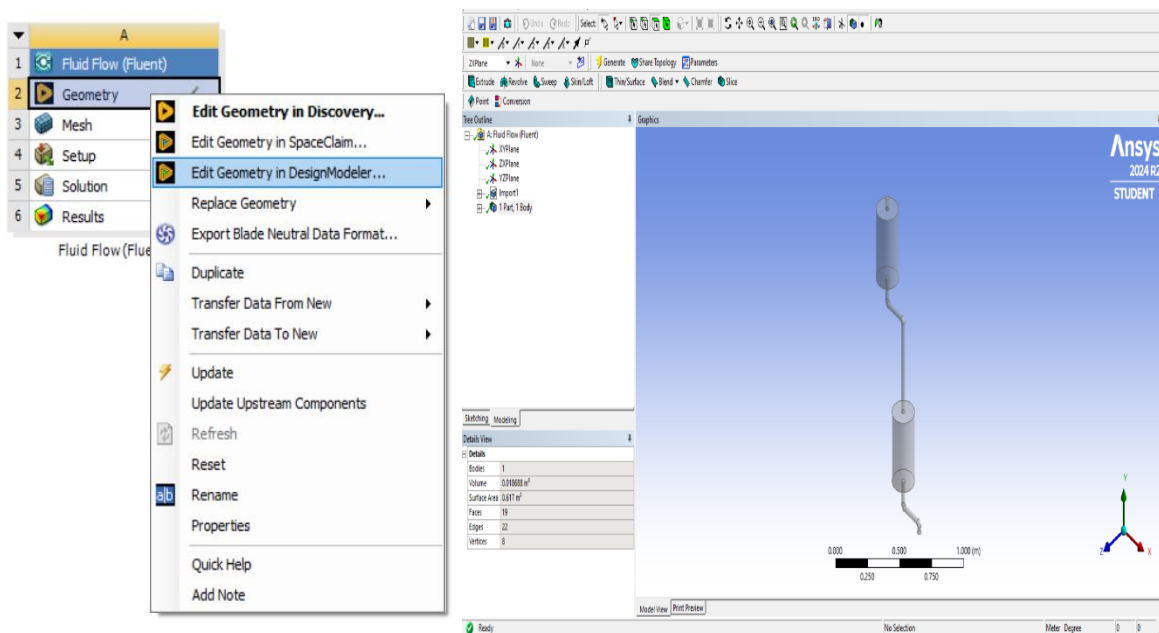 A
1 Fluid Flow (Fluent)
2 Geometry
3 Mesh
4 Setup
5 Solution
6 Results
Fluid Flow (Flue
Edit Geometry in Discovery...
Edit Geometry in SpaceClaim...
Edit Geometry in DesignModeler...
Replace Geometry
Export Blade Neutral Data Format...
Duplicate
Transfer Data From New
Transfer Data To New
Update
Update Upstream Components
Refresh
Reset
a|b Rename
Properties
Quick Help
Add Note
Undo Redo Select:
ZXPlane None Generate Share Topology Parameters
Extrude Revolve Sweep Skin/Loft Thin/Surface Blend Chamfer Slice
Point Conversion
Tree Outline
A: Fluid Flow (Fluent)
XYPlane
ZXPlane
YZPlane
Import1
1 Part, 1 Body
Sketching Modeling
Details View
Details
Bodies 1
Volume 0.018688 m³
Surface Area 0.617 m²
Faces 19
Edges 22
Vertices 8
Graphics
Ansys
2024 R2
STUDENT
Y
Z X
0.000 0.500 1.000 (m)
0.250 0.750
Model View Print Preview
Ready No Selection Meter Degree 0 0